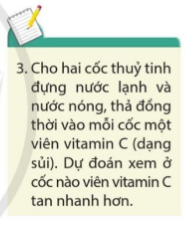 3. Cho hai cốc thuỷ tinh
đựng nước lạnh và
nước nóng, thả đồng
thời vào mỗi cốc một
viên vitamin C (dạng
sủi). Dự đoán xem ở
cốc nào viên vitamin C
tan nhanh hơn.